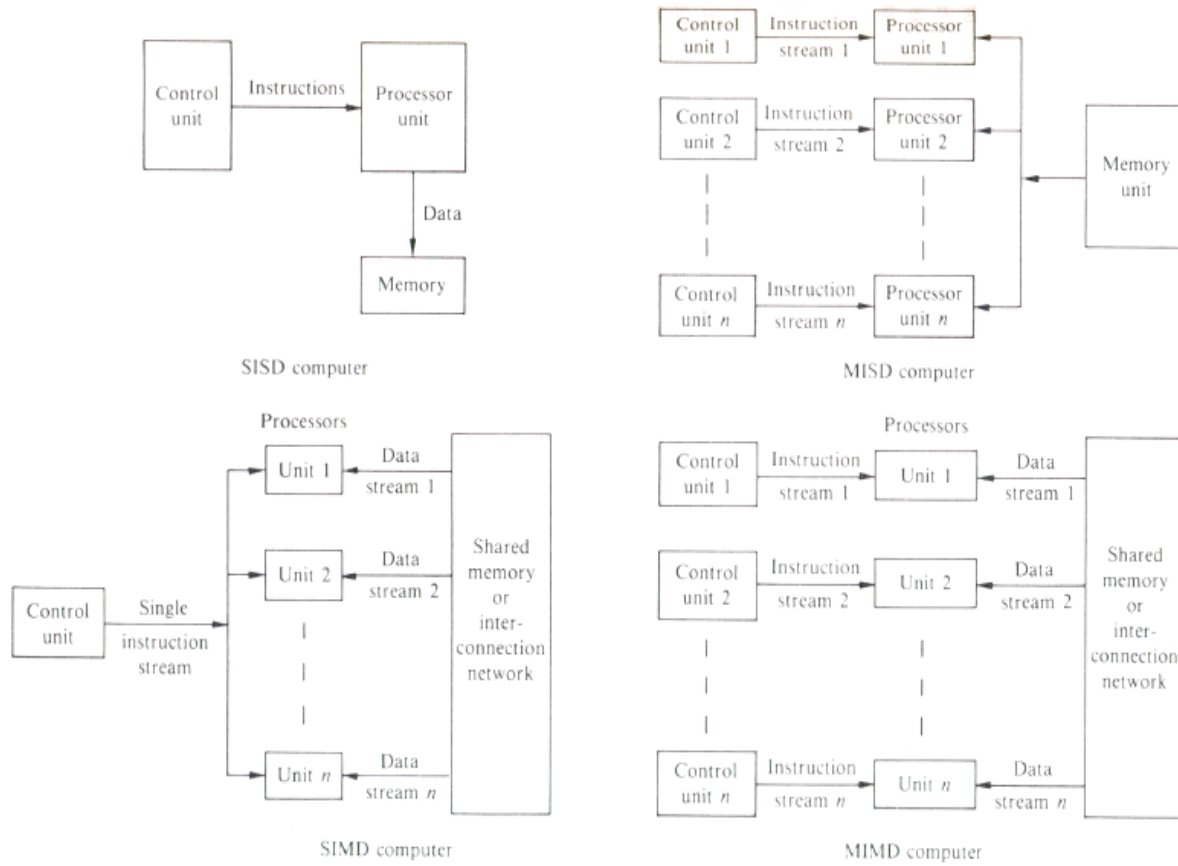 Control
unit
Instructions
Processor
unit
Data
Memory
SISD computer
Control
unit 1
Instruction
stream 1
Processor
unit 1
Control
unit 2
Instruction
stream 2
Processor
unit 2
Memory
unit
Control
unit n
Instruction
stream n
Processor
unit n
MISD computer
Processors
Unit 1
Data
stream 1
Unit 2
Data
stream 2
Control
unit
Single
instruction
stream
Shared
memory
or
inter-
connection
network
Unit n
Data
stream n
SIMD computer
Processors
Control
unit 1
Instruction
stream 1
Unit 1
Data
stream 1
Control
unit 2
Instruction
stream 2
Unit 2
Data
stream 2
Shared
memory
or
inter-
connection
network
Control
unit n
Instruction
stream n
Unit n
Data
stream n
MIMD computer